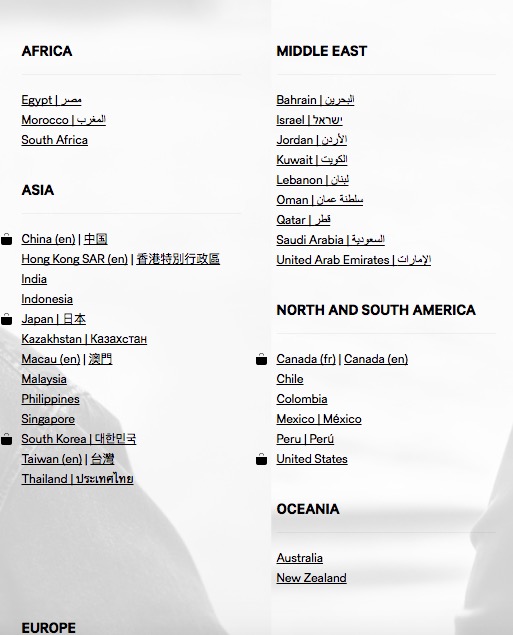 AFRICA
Egypt | مصر
Morocco | المغرب
South Africa
ASIA
China (en) | 中国
Hong Kong SAR (en) | 香港特別行政區
India
Indonesia
Japan | 日本
Kazakhstan | Казахстан
Macau (en) | 澳門
Malaysia
Philippines
Singapore
South Korea | 대한민국
Taiwan (en) | 台灣
Thailand | ประเทศไทย
EUROPE
MIDDLE EAST
Bahrain | البحرين
Israel | ישראל
Jordan | الأردن
Kuwait | الكويت
Lebanon | لبنان
Oman | سلطنة عمان
Qatar | قطر
Saudi Arabia | السعودية
United Arab Emirates | الإمارات
NORTH AND SOUTH AMERICA
Canada (fr) | Canada (en)
Chile
Colombia
Mexico | México
Peru | Perú
United States
OCEANIA
Australia
New Zealand